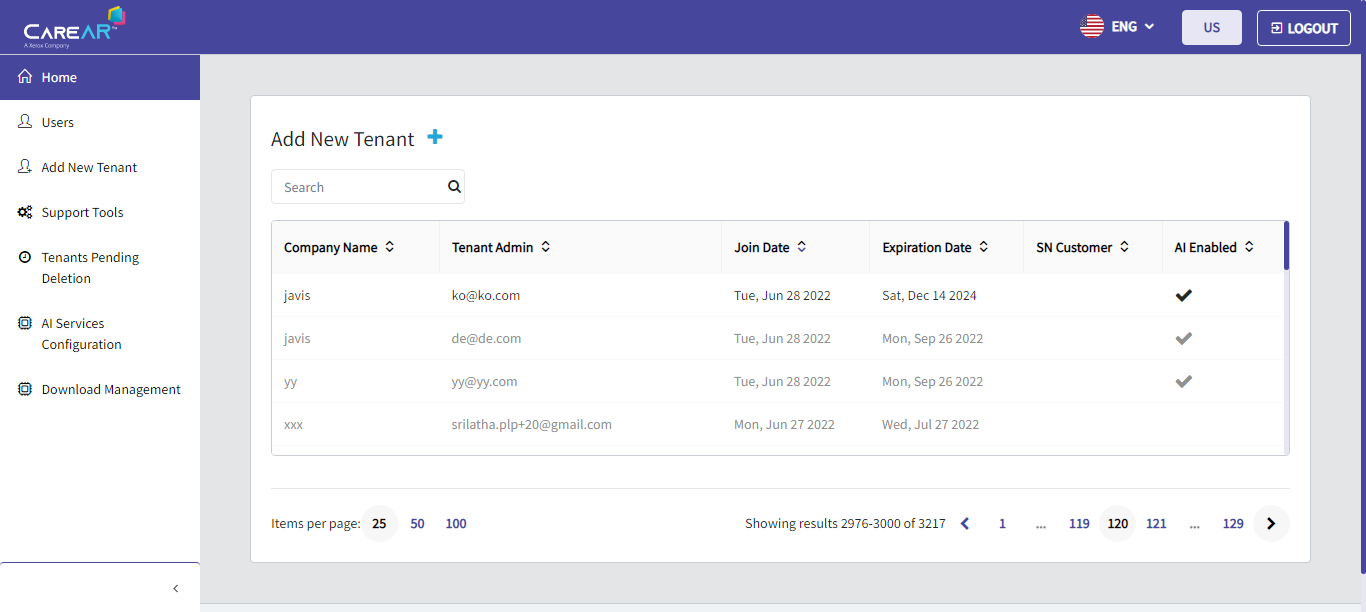 CAREAR™
A Xerox Company
ENG
US
LOGOUT
Home
Users
Add New Tenant
Support Tools
Tenants Pending
Deletion
AI Services
Configuration
Download Management
Add New Tenant
Search
Company Name Tenant Admin Join Date Expiration Date SN Customer AI Enabled
javis ko@ko.com Tue, Jun 28 2022 Sat, Dec 14 2024
javis de@de.com Tue, Jun 28 2022 Mon, Sep 26 2022
yy yy@yy.com Tue, Jun 28 2022 Mon, Sep 26 2022
xxx srilatha.plp+20@gmail.com Mon, Jun 27 2022 Wed, Jul 27 2022
Items per page: 25 50 100
Showing results 2976-3000 of 3217 1 ... 119 120 121 ... 129